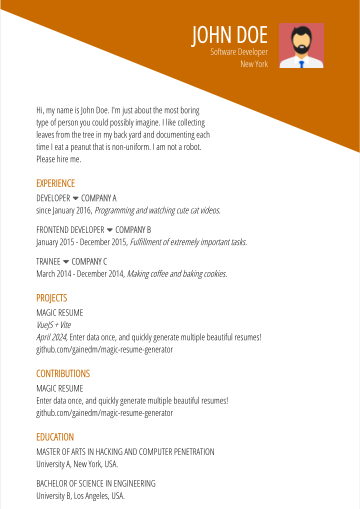 JOHN DOE
Software Developer
New York
Hi, my name is John Doe. I'm just about the most boring
type of person you could possibly imagine. I like collecting
leaves from the tree in my back yard and documenting each
time I eat a peanut that is non-uniform. I am not a robot.
Please hire me.
EXPERIENCE
DEVELOPER COMPANY A
since January 2016, Programming and watching cute cat videos.
FRONTEND DEVELOPER COMPANY B
January 2015 - December 2015, Fulfillment of extremely important tasks.
TRAINEE COMPANY C
March 2014 - December 2014, Making coffee and baking cookies.
PROJECTS
MAGIC RESUME
VueJS + Vite
April 2024, Enter data once, and quickly generate multiple beautiful resumes!
github.com/gainedm/magic-resume-generator
CONTRIBUTIONS
MAGIC RESUME
Enter data once, and quickly generate multiple beautiful resumes!
github.com/gainedm/magic-resume-generator
EDUCATION
MASTER OF ARTS IN HACKING AND COMPUTER PENETRATION
University A, New York, USA.
BACHELOR OF SCIENCE IN ENGINEERING
University B, Los Angeles, USA.